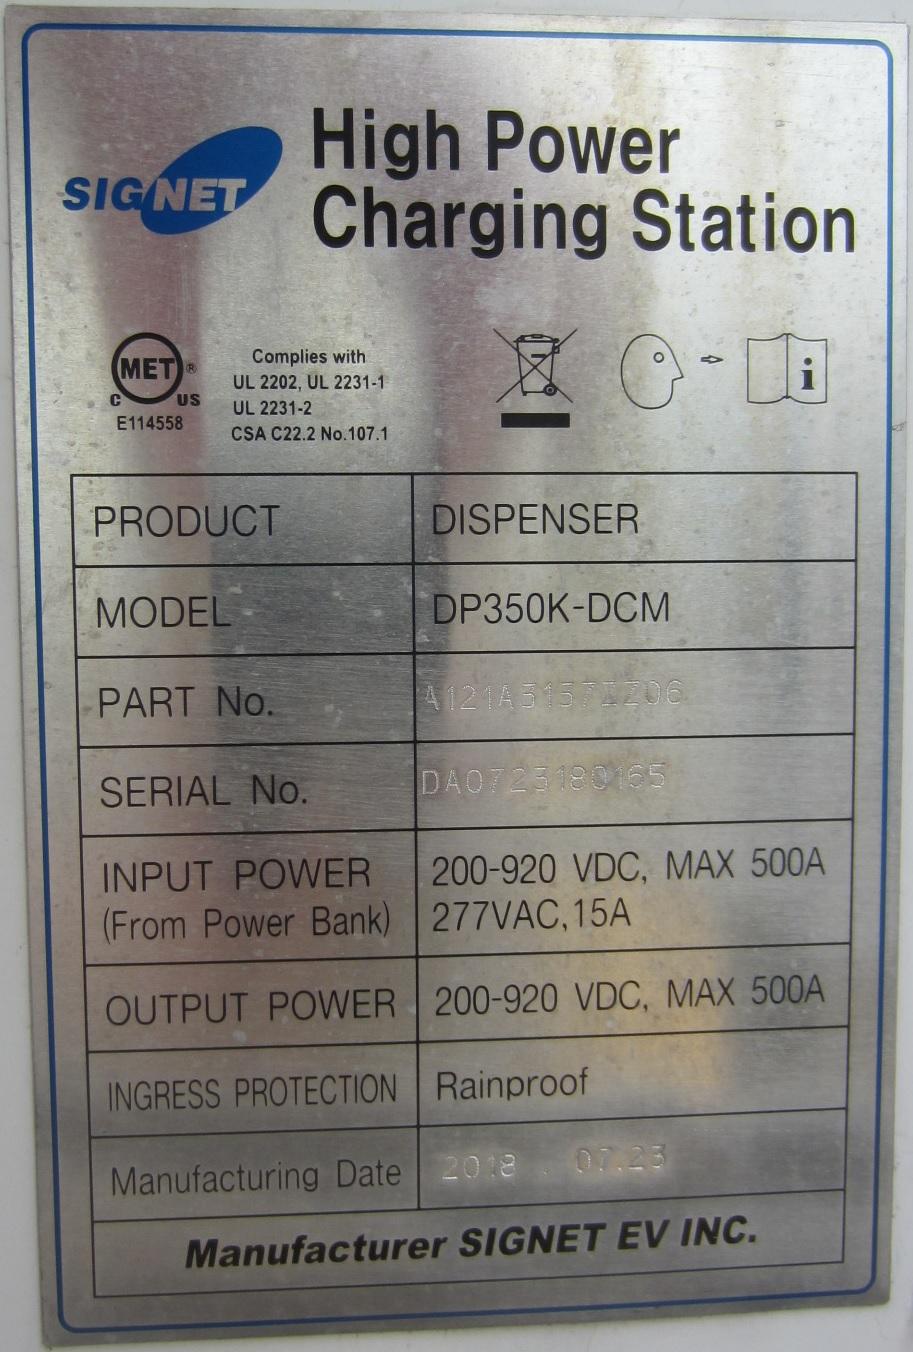 SIGNET
High Power
Charging Station
MET ®
C US
E114558
Complies with
UL 2202, UL 2231-1
UL 2231-2
CSA C22.2 No.107.1
i
PRODUCT DISPENSER
MODEL DP350K-DCM
PART No.
SERIAL No. DA0723180165
INPUT POWER 200-920 VDC, MAX 500A
(From Power Bank) 277VAC,15A
OUTPUT POWER 200-920 VDC, MAX 500A
INGRESS PROTECTION Rainproof
Manufacturing Date 2018 . 07.23
Manufacturer SIGNET EV INC.